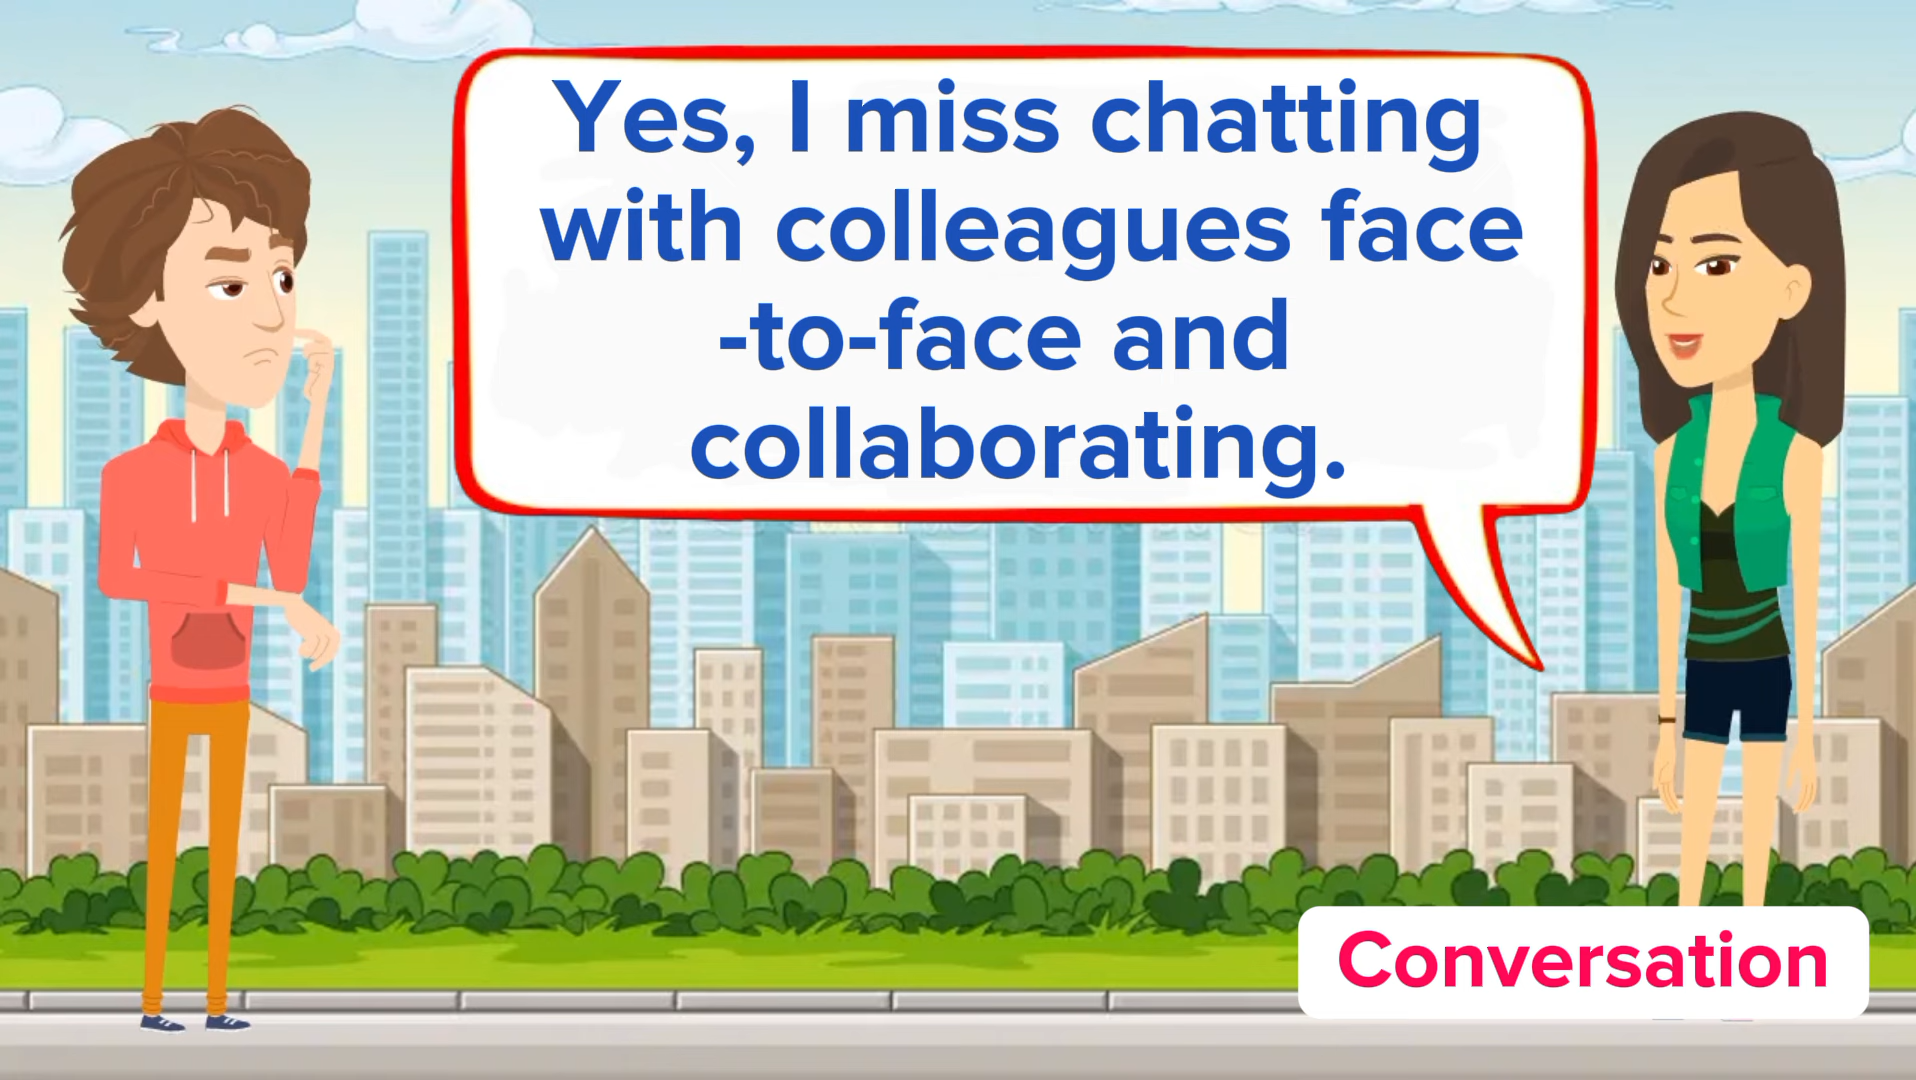 Yes, I miss chatting
with colleagues face
-to-face and
collaborating.
Conversation